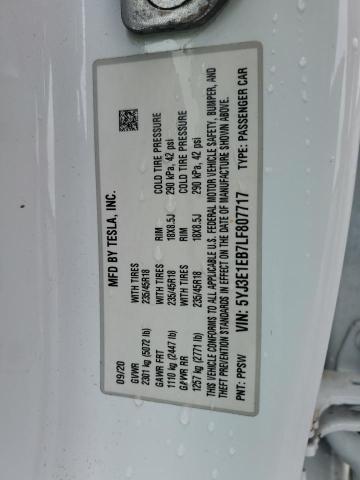 MFD BY TESLA, INC.
09/20
GVWR WITH TIRES RIM COLD TIRE PRESSURE
2301 kg (5072 lb) 235/45R18 18X8.5J 290 kPa, 42 psi
GAWR FRT WITH TIRES RIM COLD TIRE PRESSURE
1110 kg (2447 lb) 235/45R18 18X8.5J 290 kPa, 42 psi
GAWR RR
1257 kg (2771 lb)
THIS VEHICLE CONFORMS TO ALL APPLICABLE U.S. FEDERAL MOTOR VEHICLE SAFETY, BUMPER, AND
THEFT PREVENTION STANDARDS IN EFFECT ON THE DATE OF MANUFACTURE SHOWN ABOVE.
VIN: 5YJ3E1EB7LF807717 TYPE: PASSENGER CAR
PNT: PPSW